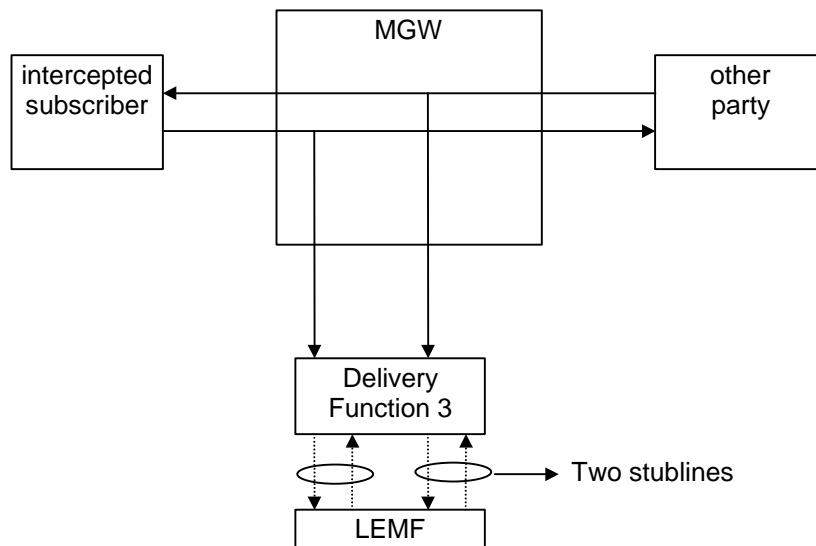 MGW
intercepted
subscriber
other
party
Delivery
Function 3
Two stublines
LEMF